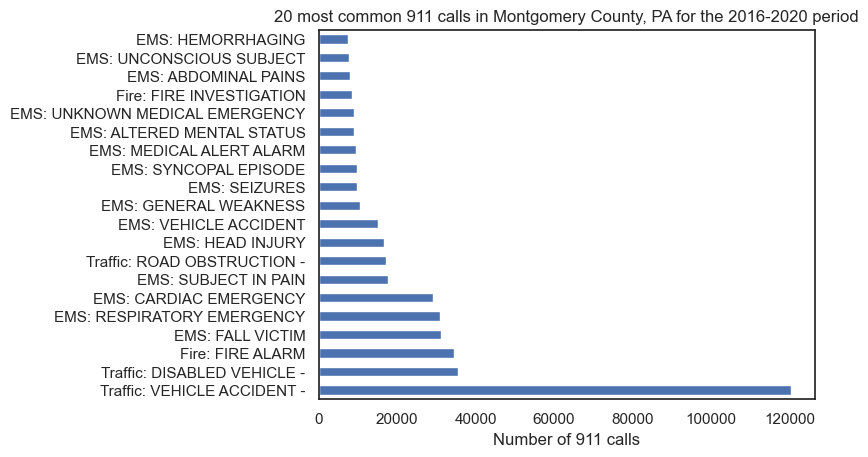 20 most common 911 calls in Montgomery County, PA for the 2016-2020 period
EMS: HEMORRHAGING
EMS: UNCONSCIOUS SUBJECT
EMS: ABDOMINAL PAINS
Fire: FIRE INVESTIGATION
EMS: UNKNOWN MEDICAL EMERGENCY
EMS: ALTERED MENTAL STATUS
EMS: MEDICAL ALERT ALARM
EMS: SYNCOPAL EPISODE
EMS: SEIZURES
EMS: GENERAL WEAKNESS
EMS: VEHICLE ACCIDENT
EMS: HEAD INJURY
Traffic: ROAD OBSTRUCTION -
EMS: SUBJECT IN PAIN
EMS: CARDIAC EMERGENCY
EMS: RESPIRATORY EMERGENCY
EMS: FALL VICTIM
Fire: FIRE ALARM
Traffic: DISABLED VEHICLE -
Traffic: VEHICLE ACCIDENT -
0 20000 40000 60000 80000 100000 120000
Number of 911 calls